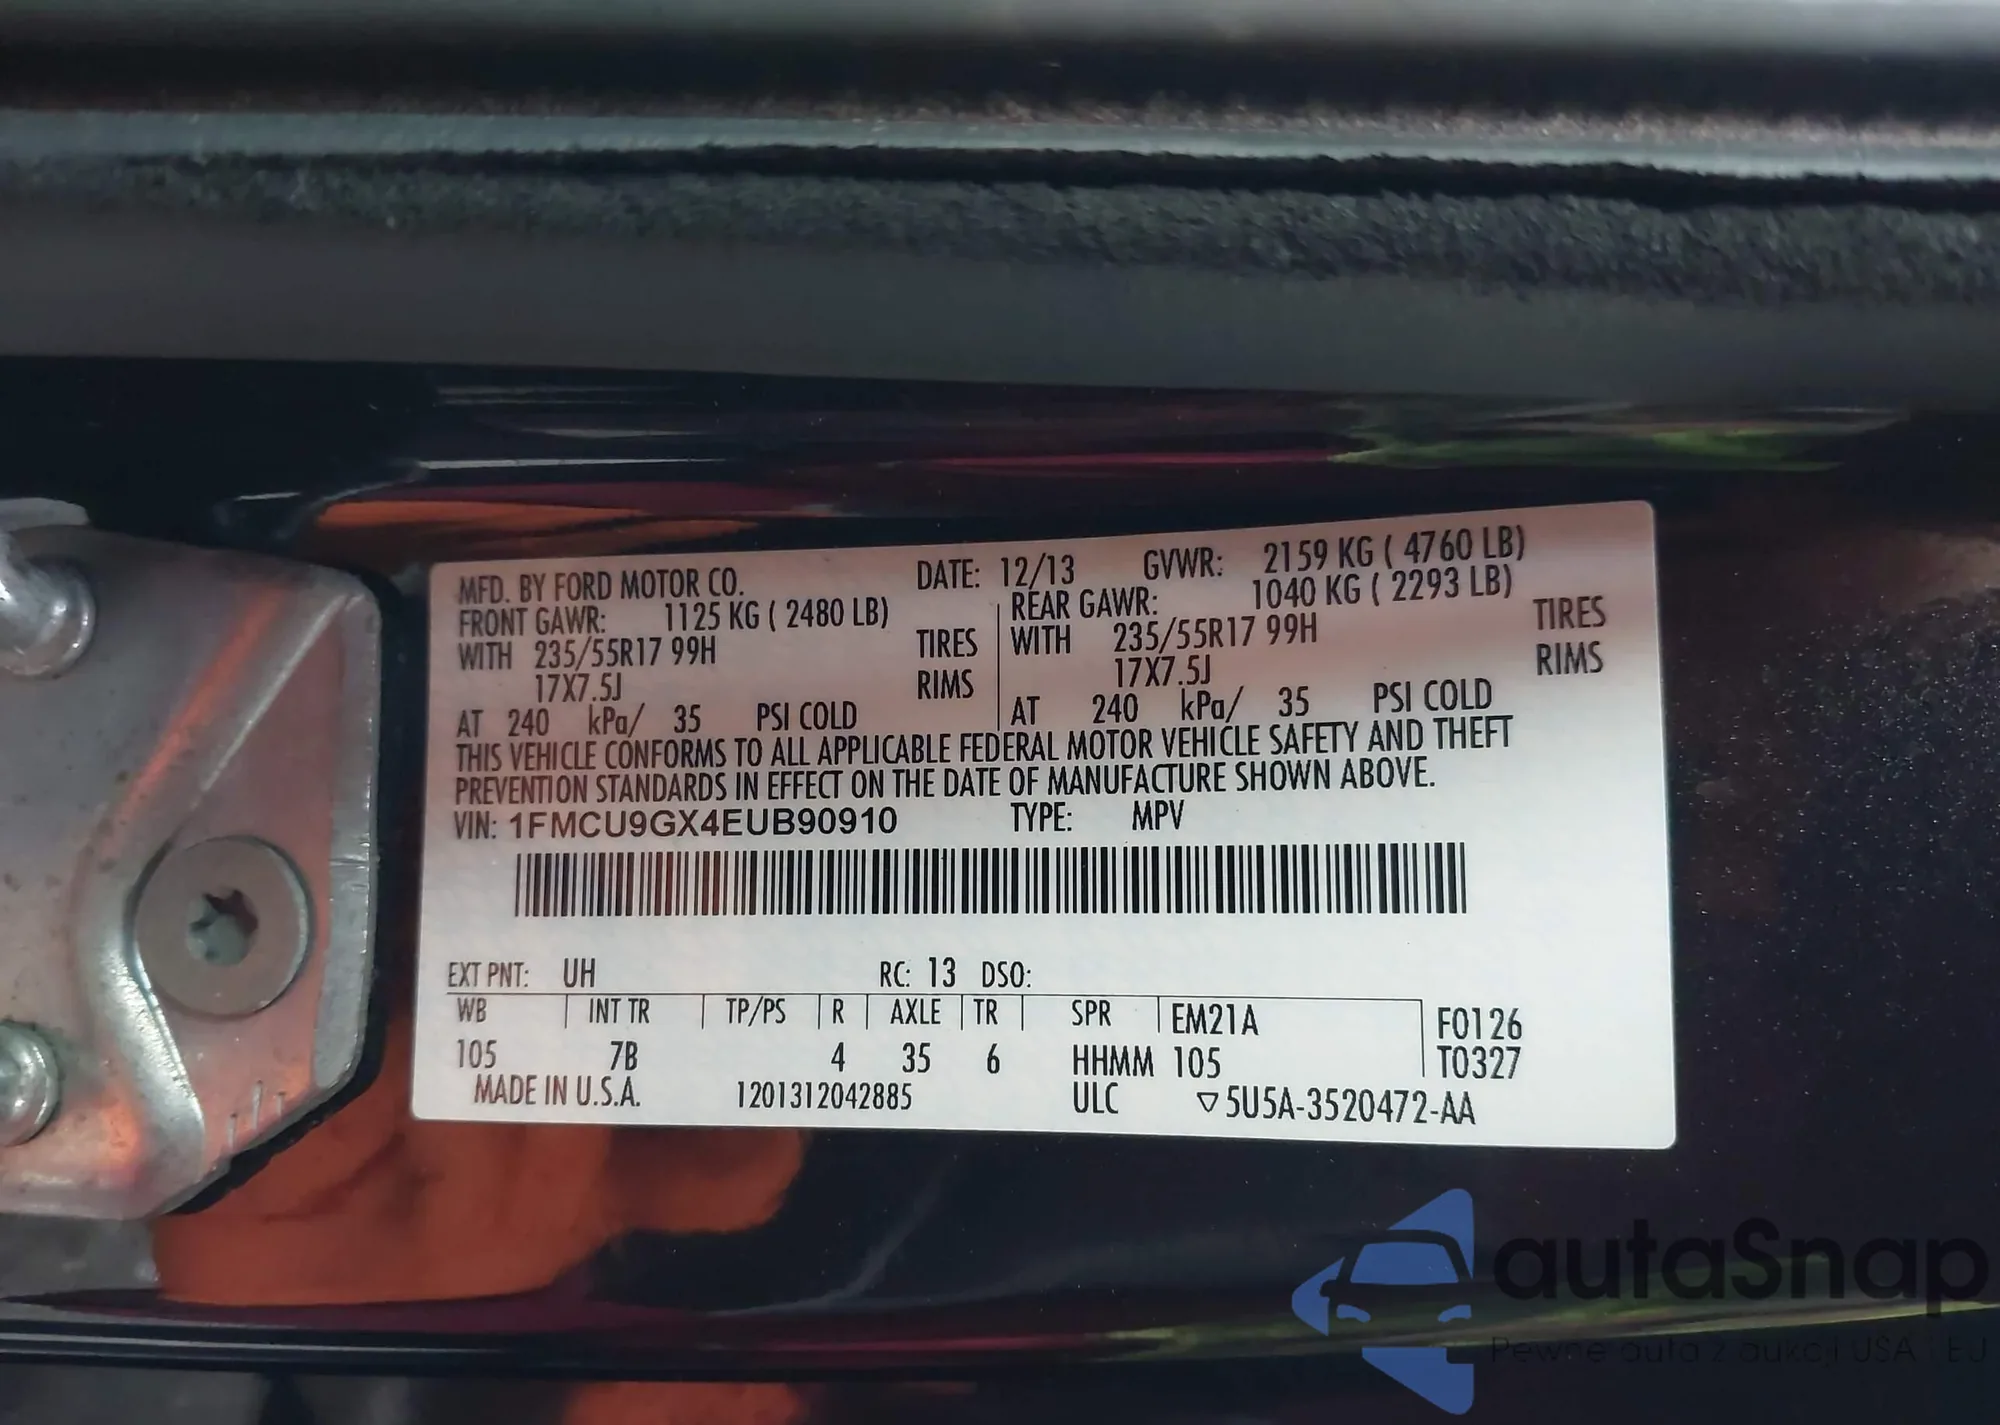 MFD. BY FORD MOTOR CO. DATE: 12/13 GVWR: 2159 KG ( 4760 LB)
FRONT GAWR: 1125 KG ( 2480 LB) REAR GAWR: 1040 KG ( 2293 LB)
WITH 235/55R17 99H TIRES WITH 235/55R17 99H TIRES
17X7.5J RIMS 17X7.5J RIMS
AT 240 kPa/ 35 PSI COLD AT 240 kPa/ 35 PSI COLD
THIS VEHICLE CONFORMS TO ALL APPLICABLE FEDERAL MOTOR VEHICLE SAFETY AND THEFT
PREVENTION STANDARDS IN EFFECT ON THE DATE OF MANUFACTURE SHOWN ABOVE.
VIN: 1FMCU9GX4EUB90910 TYPE: MPV
EXT PNT: UH RC: 13 DSO:
WB INT TR TP/PS R AXLE TR SPR EM21A F0126
105 7B 4 35 6 HHMM 105 T0327
MADE IN U.S.A. 1201312042885 ULC ▽5U5A-3520472-AA
autaSnap
Pewne auta z aukcji USA i EU